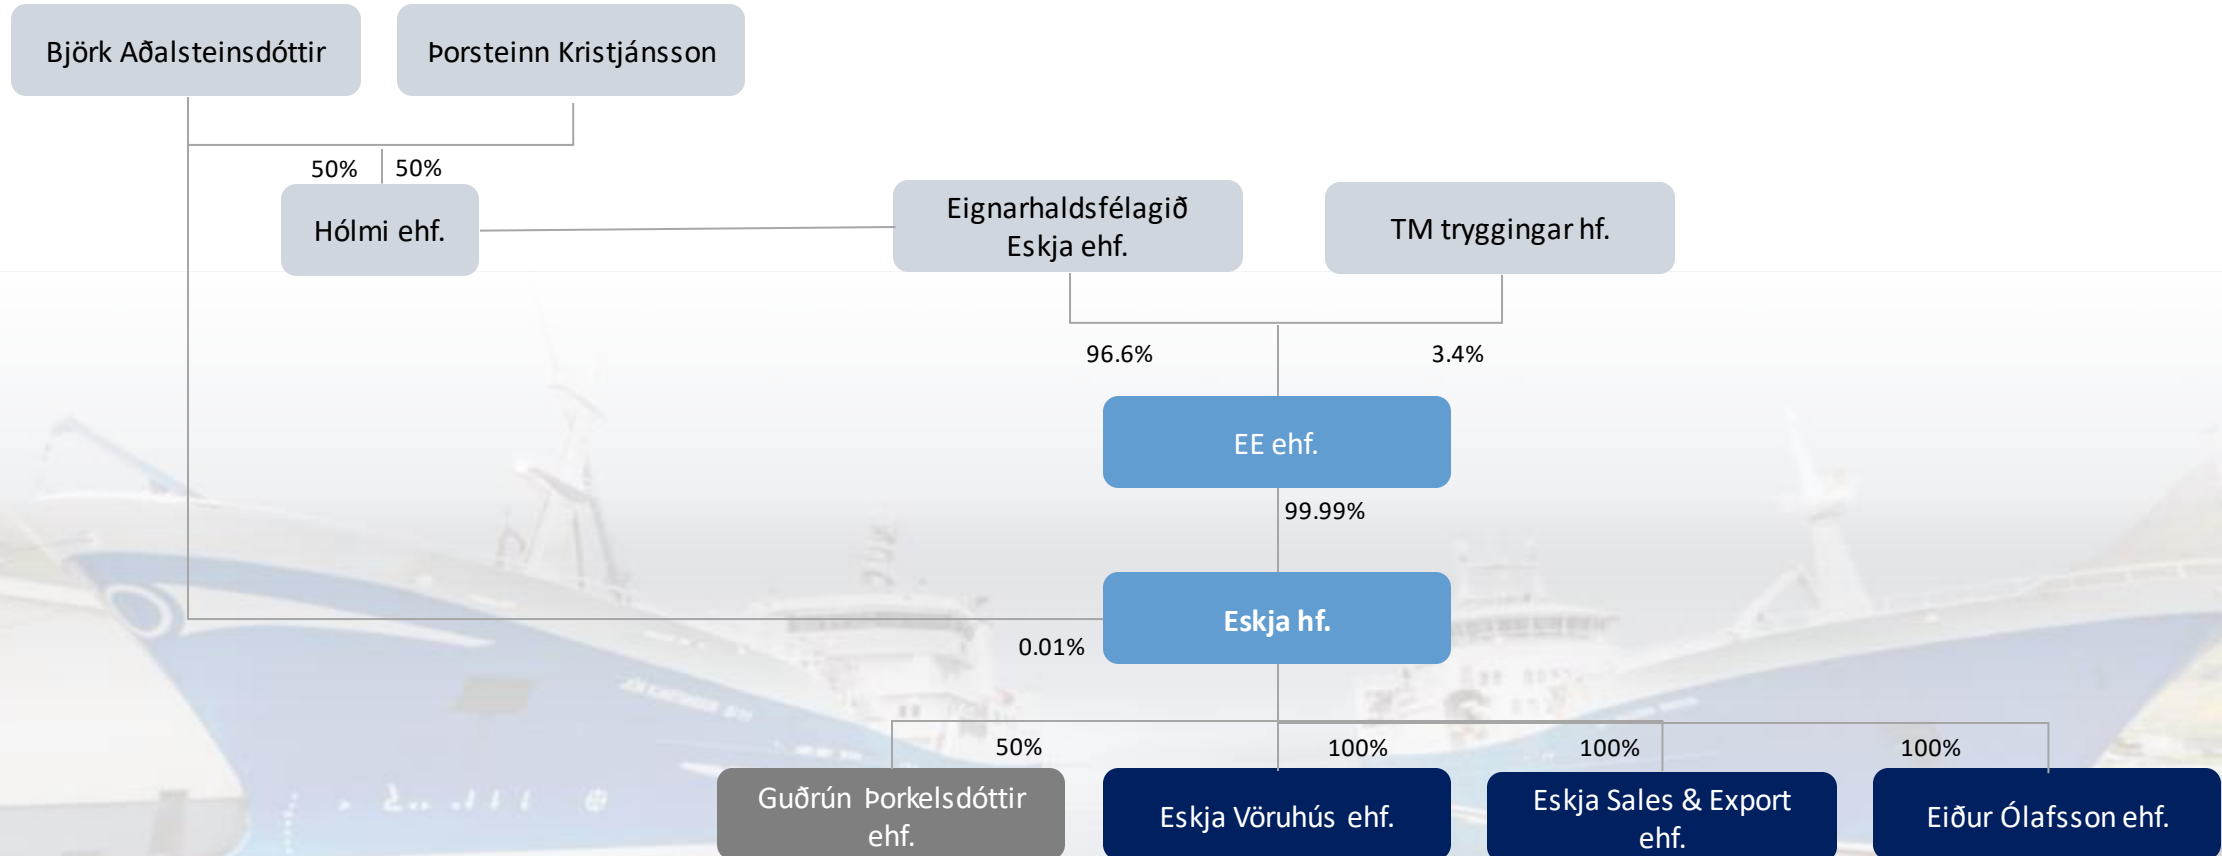 Björk Aðalsteinsdóttir
Þorsteinn Kristjánsson
50%
50%
Hólmi ehf.
Eignarhaldsfélagið
Eskja ehf.
TM tryggingar hf.
96.6%
3.4%
EE ehf.
99.99%
Eskja hf.
0.01%
50%
100%
100%
100%
Guðrún Þorkelsdóttir
ehf.
Eskja Vöruhús ehf.
Eskja Sales & Export
ehf.
Eiður Ólafsson ehf.